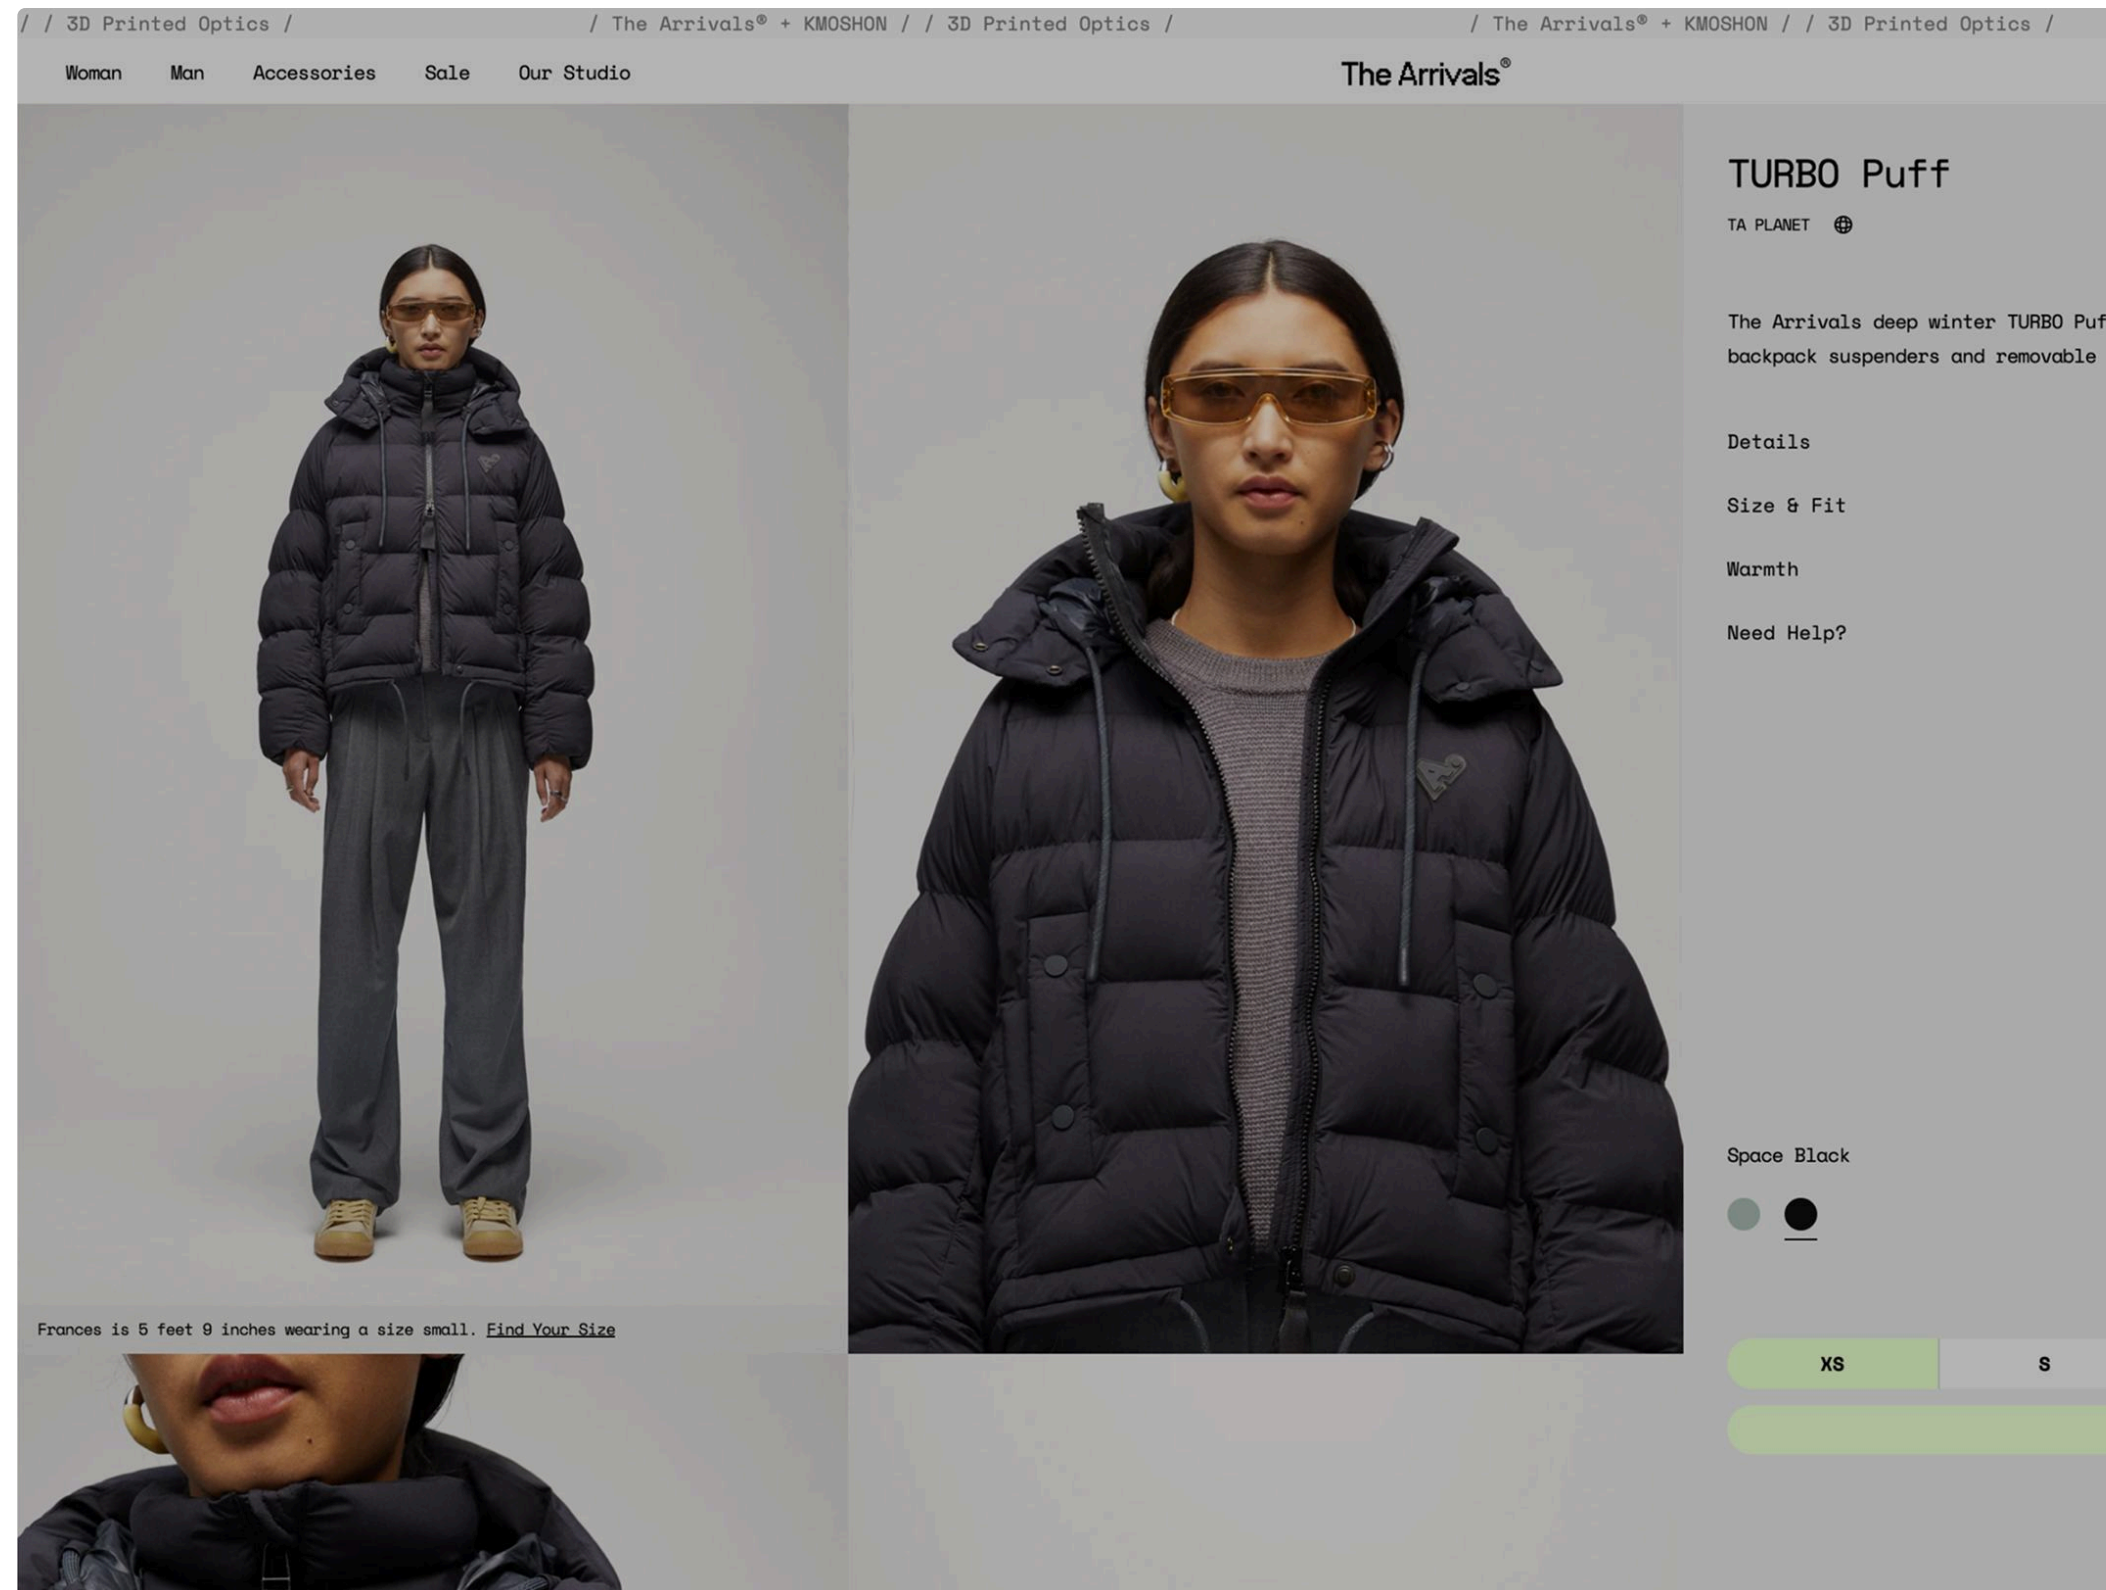 / / 3D Printed Optics / / The Arrivals® + KMOSHON / / 3D Printed Optics / / The Arrivals® + KMOSHON / / 3D Printed Optics /
Woman Man Accessories Sale Our Studio The Arrivals®
TURBO Puff
TA PLANET
The Arrivals deep winter TURBO Puf
backpack suspenders and removable
Details
Size & Fit
Warmth
Need Help?
A
Space Black
Frances is 5 feet 9 inches wearing a size small. Find Your Size
XS S